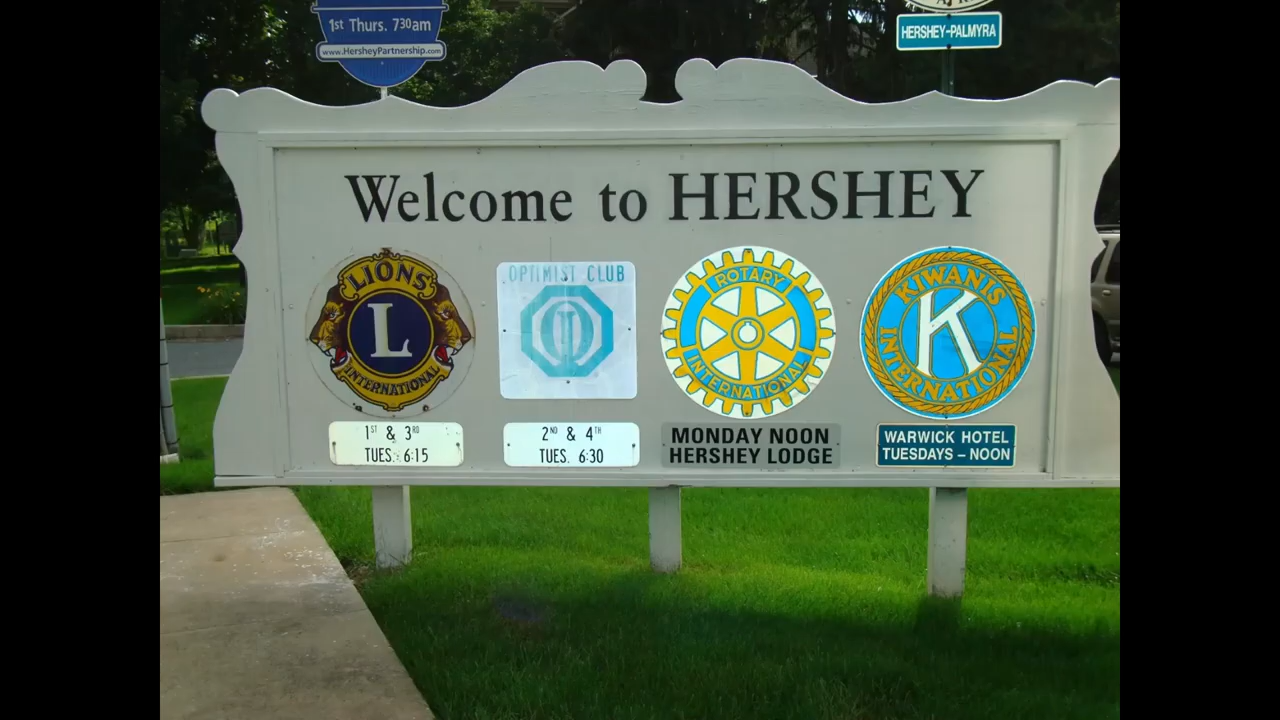 1st Thurs. 7:30am
www.HersheyPartnership.com
HERSHEY-PALMYRA
Welcome to HERSHEY
LIONS
L
INTERNATIONAL
OPTIMIST CLUB
ROTARY
INTERNATIONAL
KIWANIS
K
INTERNATIONAL
1ST & 3RD
TUES. 6:15
2ND & 4TH
TUES. 6:30
MONDAY NOON
HERSHEY LODGE
WARWICK HOTEL
TUESDAYS – NOON